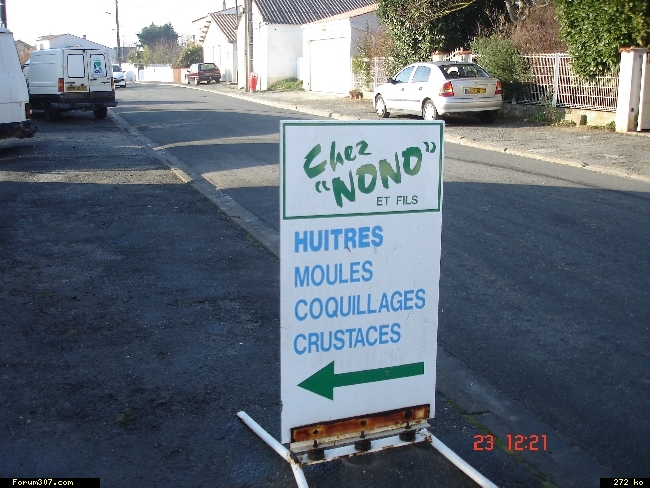 Chez
"NONO"
ET FILS
HUITRES
MOULES
COQUILLAGES
CRUSTACES
23 12:21
Forum307.com
272 ko